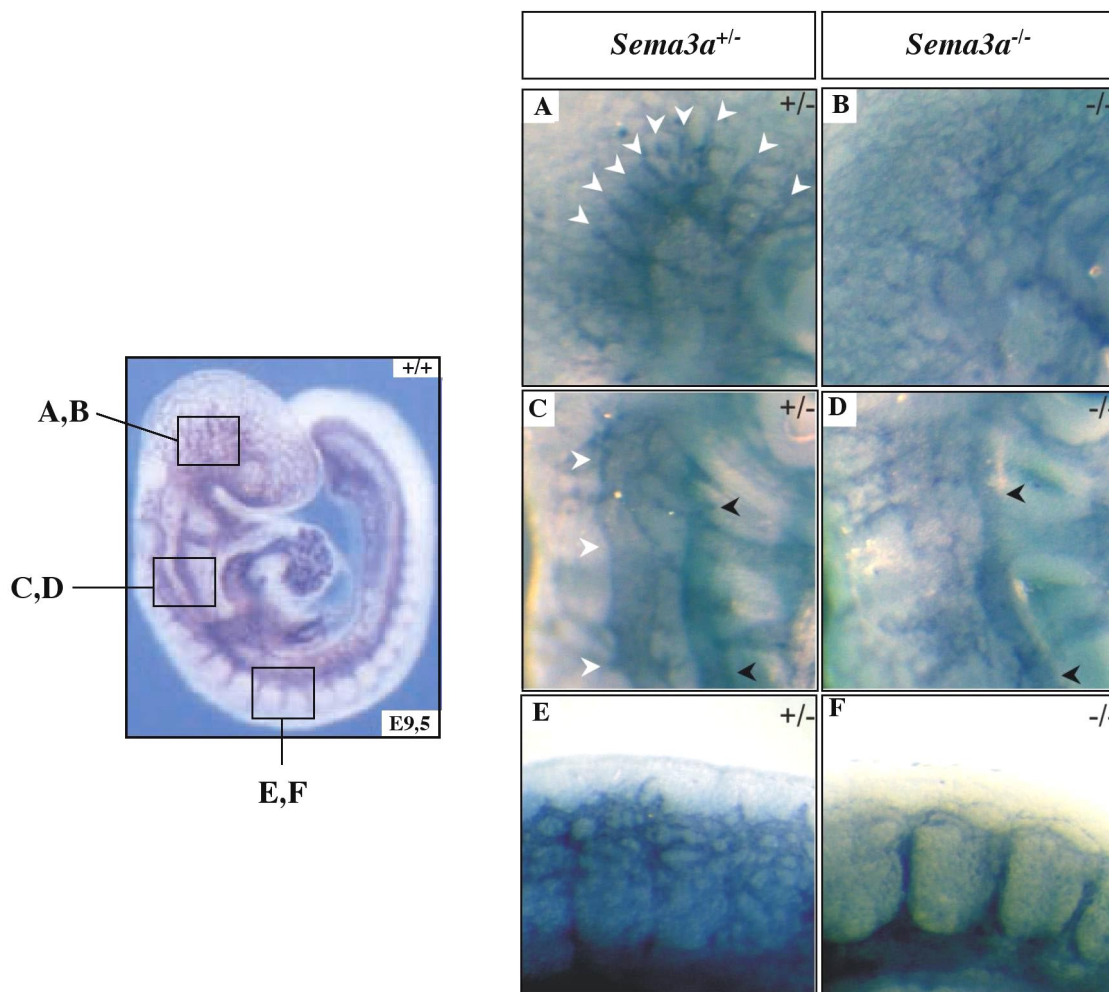 Sema3a+/-
Sema3a-/-
A
+/-
B
-/-
+/+
A,B
C
+/-
D
-/-
C,D
E9,5
E
+/-
F
-/-
E,F